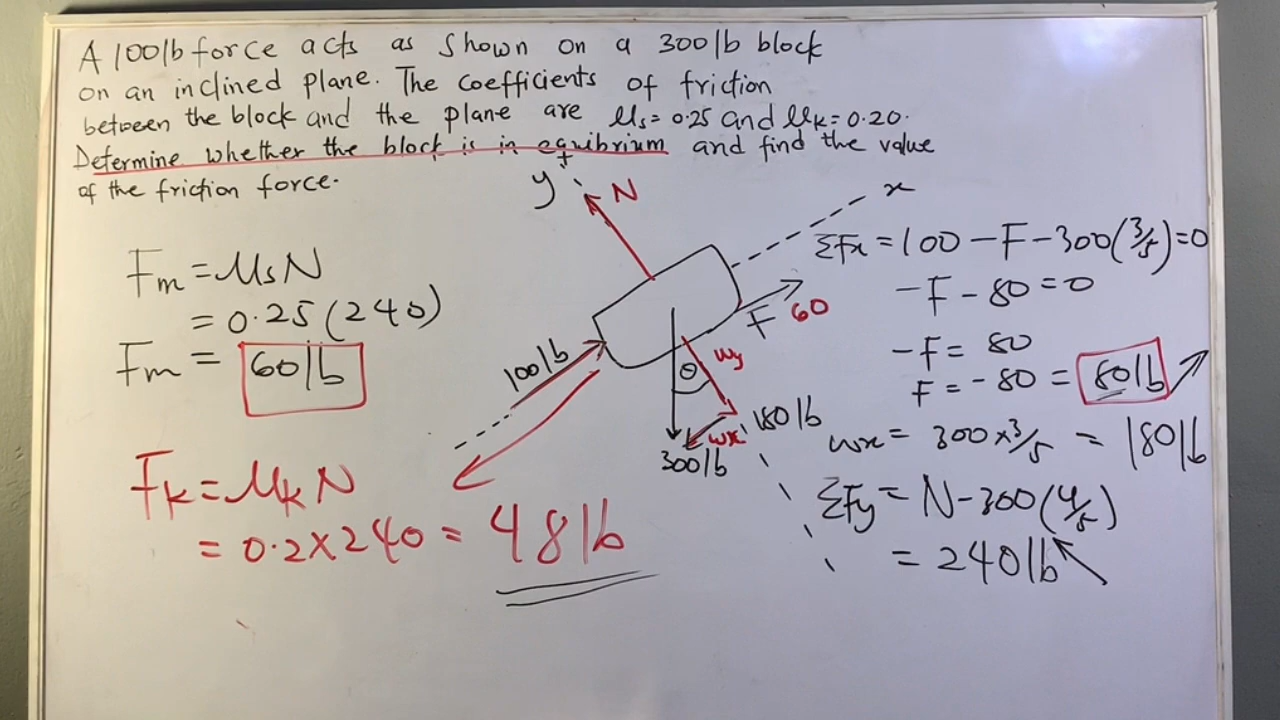 A 100lb force acts as shown on a 300lb block
on an inclined plane. The coefficients of friction
between the block and the plane are μs = 0.25 and μk = 0.20.
Determine whether the block is in equibrium and find the value
of the friction force.
y
+
N
x
Fm = μsN
= 0.25 (240)
Fm = 60lb
Fk = μkN
= 0.2 × 240 = 48lb
100lb
F 60
θ
wy
wx
180lb
300lb
ΣFx = 100 - F - 300(3/5) = 0
-F - 80 = 0
-F = 80
F = -80 = 80lb
wx = 300 × 3/5 = 180lb
ΣFy = N - 300 (4/5)
= 240lb